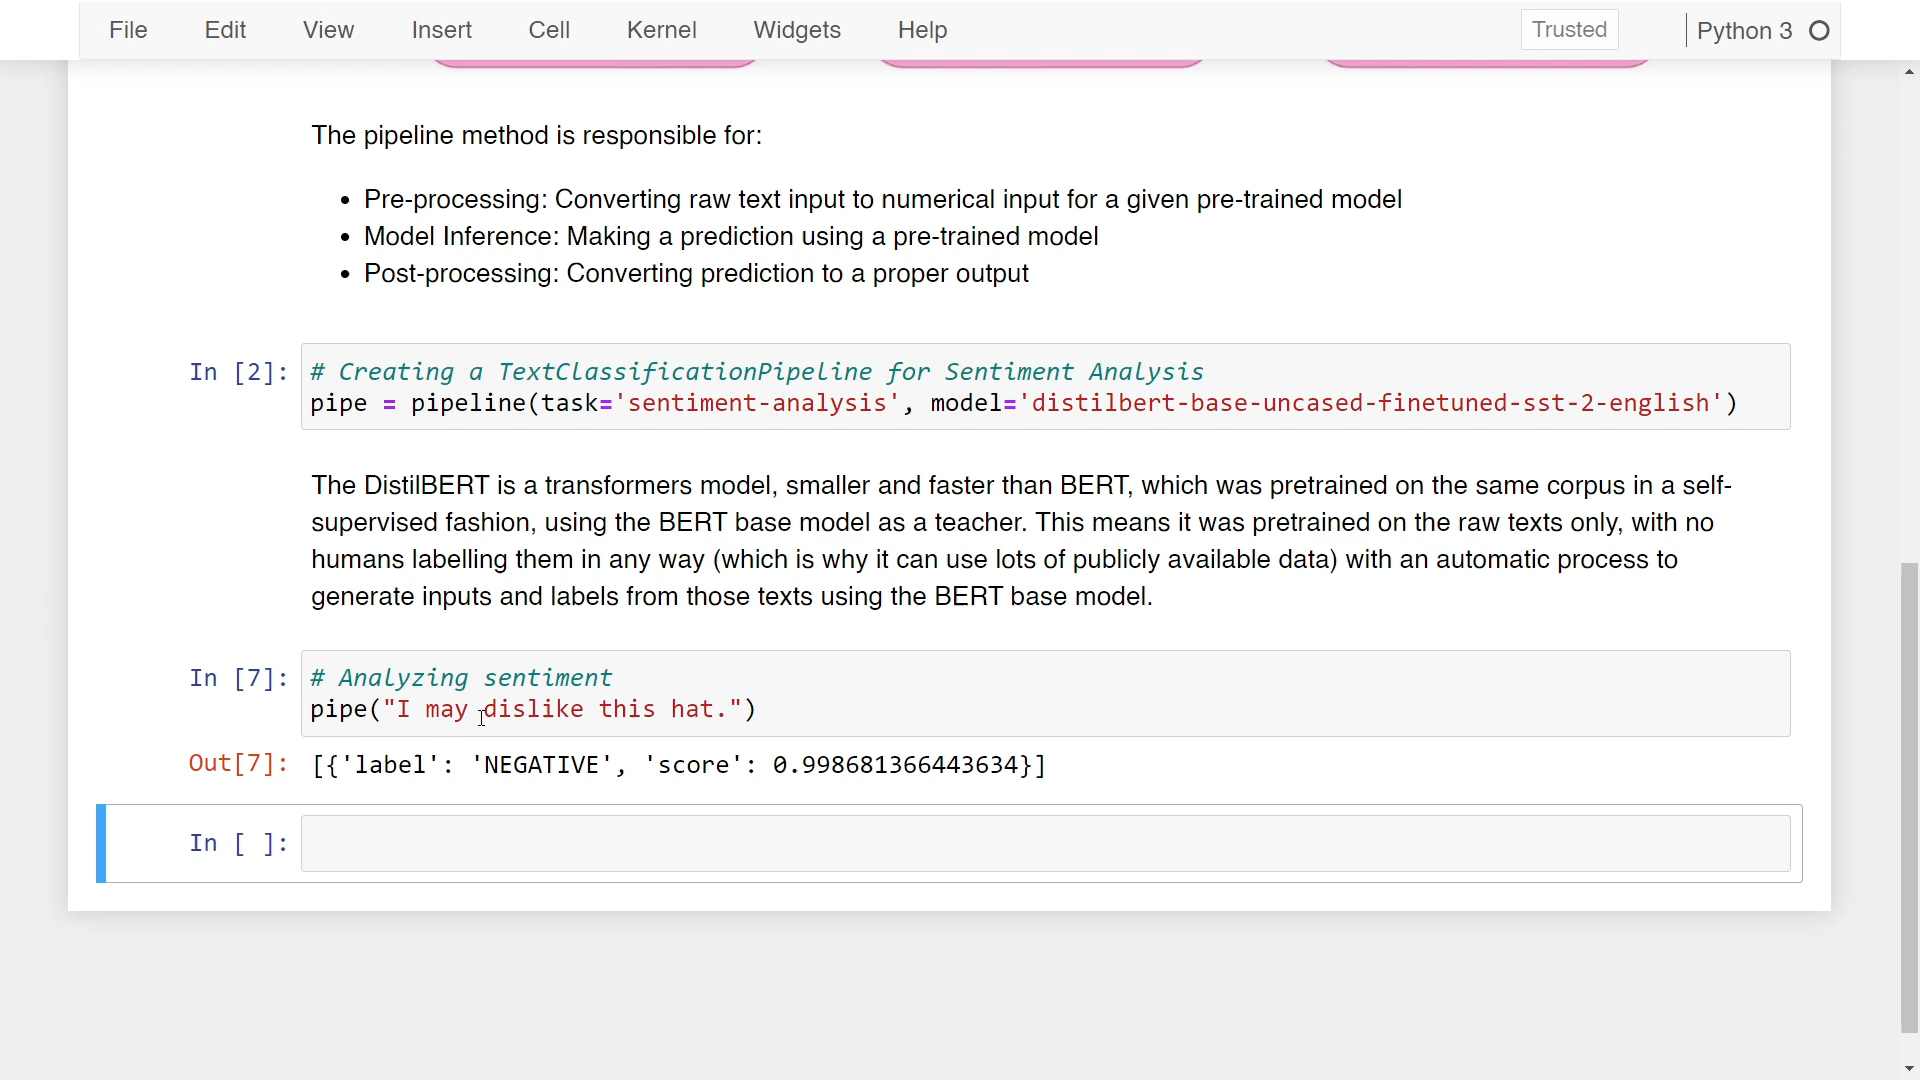 File Edit View Insert Cell Kernel Widgets Help Trusted Python 3
The pipeline method is responsible for:
• Pre-processing: Converting raw text input to numerical input for a given pre-trained model
• Model Inference: Making a prediction using a pre-trained model
• Post-processing: Converting prediction to a proper output
In [2]: # Creating a TextClassificationPipeline for Sentiment Analysis
pipe = pipeline(task='sentiment-analysis', model='distilbert-base-uncased-finetuned-sst-2-english')
The DistilBERT is a transformers model, smaller and faster than BERT, which was pretrained on the same corpus in a self-
supervised fashion, using the BERT base model as a teacher. This means it was pretrained on the raw texts only, with no
humans labelling them in any way (which is why it can use lots of publicly available data) with an automatic process to
generate inputs and labels from those texts using the BERT base model.
In [7]: # Analyzing sentiment
pipe("I may dislike this hat.")
Out[7]: [{'label': 'NEGATIVE', 'score': 0.998681366443634}]
In [ ]: